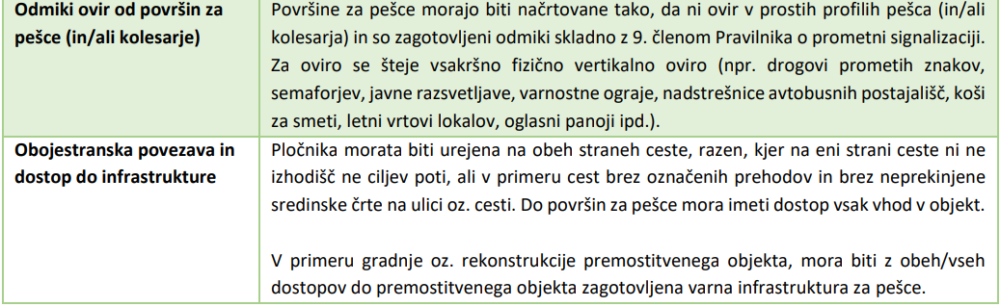 Odmiki ovir od površin za
pešce (in/ali kolesarje)
Površine za pešce morajo biti načrtovane tako, da ni ovir v prostih profilih pešca (in/ali
kolesarja) in so zagotovljeni odmiki skladno z 9. členom Pravilnika o prometni signalizaciji.
Za oviro se šteje vsakršno fizično vertikalno oviro (npr. drogovi prometih znakov,
semaforjev, javne razsvetljave, varnostne ograje, nadstrešnice avtobusnih postajališč, koši
za smeti, letni vrtovi lokalov, oglasni panoji ipd.).
Obojestranska povezava in
dostop do infrastrukture
Pločnika morata biti urejena na obeh straneh ceste, razen, kjer na eni strani ceste ni ne
izhodišč ne ciljev poti, ali v primeru cest brez označenih prehodov in brez neprekinjene
sredinske črte na ulici oz. cesti. Do površin za pešce mora imeti dostop vsak vhod v objekt.
V primeru gradnje oz. rekonstrukcije premostitvenega objekta, mora biti z obeh/vseh
dostopov do premostitvenega objekta zagotovljena varna infrastruktura za pešce.